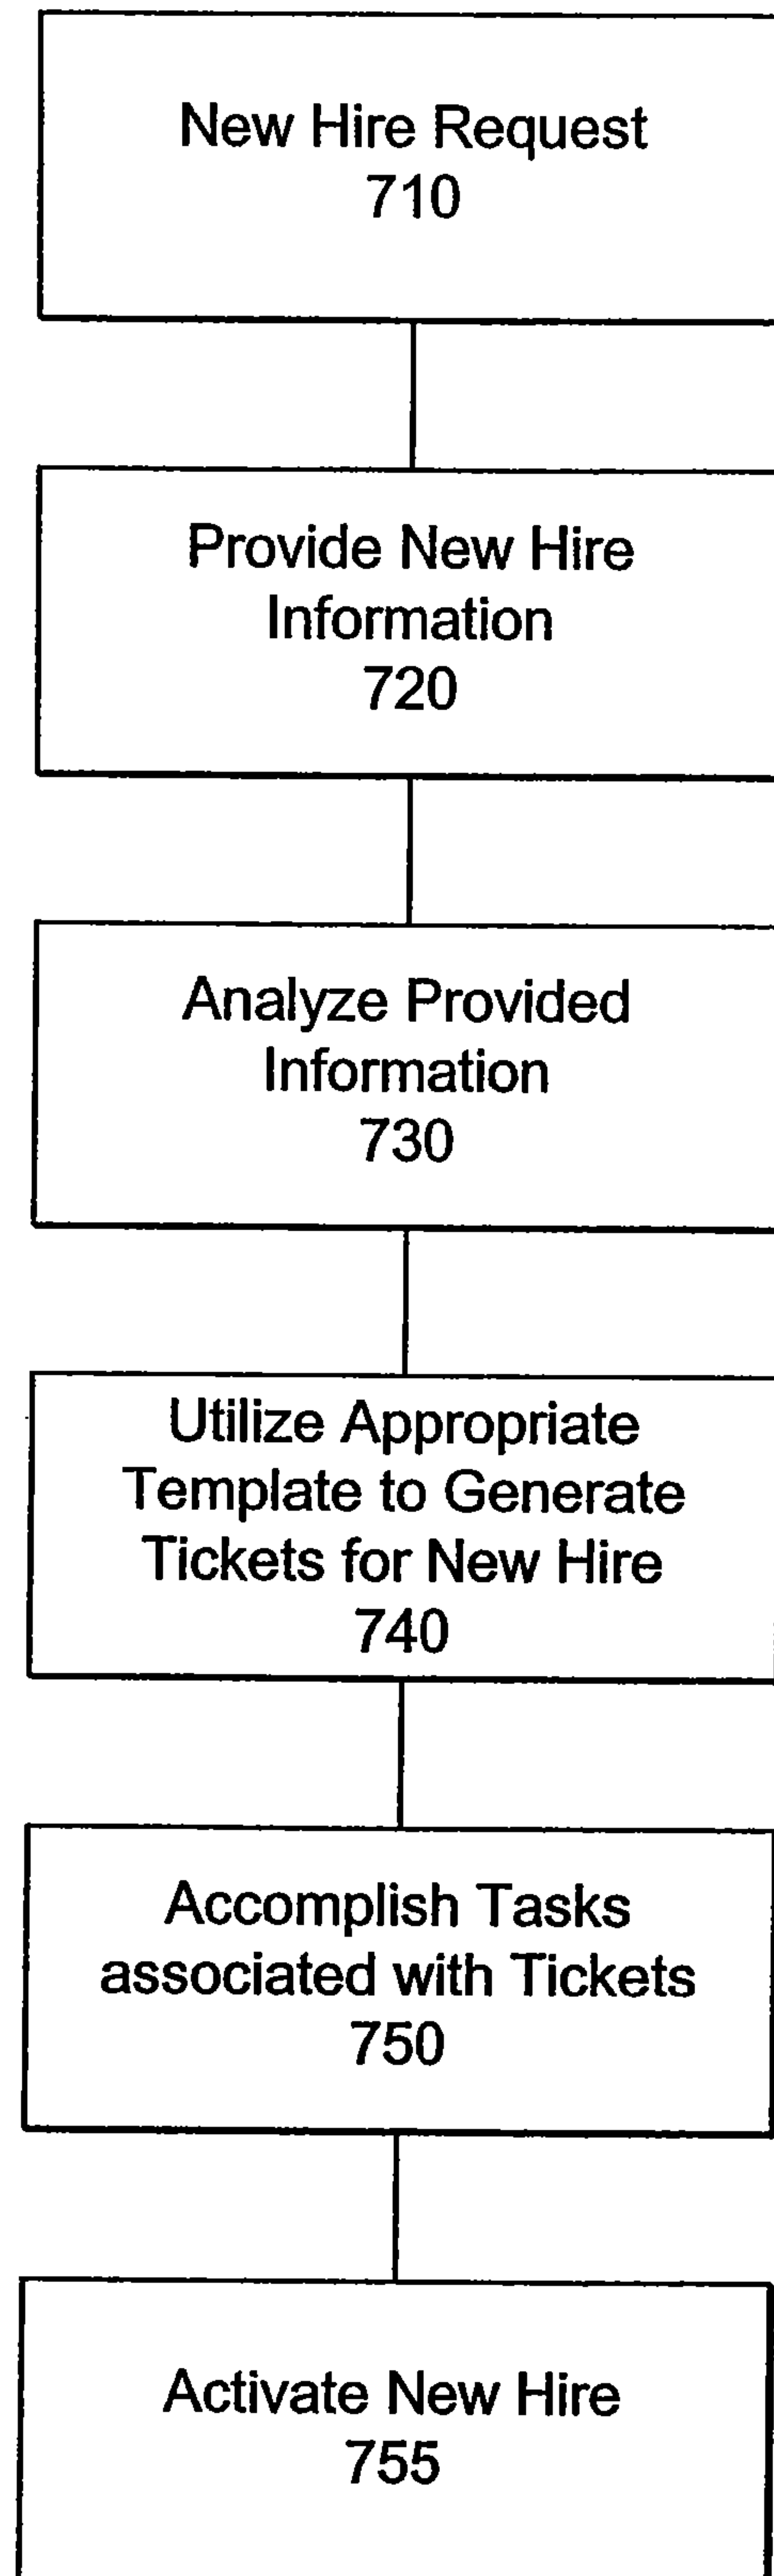 New Hire Request
710
Provide New Hire
Information
720
Analyze Provided
Information
730
Utilize Appropriate
Template to Generate
Tickets for New Hire
740
Accomplish Tasks
associated with Tickets
750
Activate New Hire
755